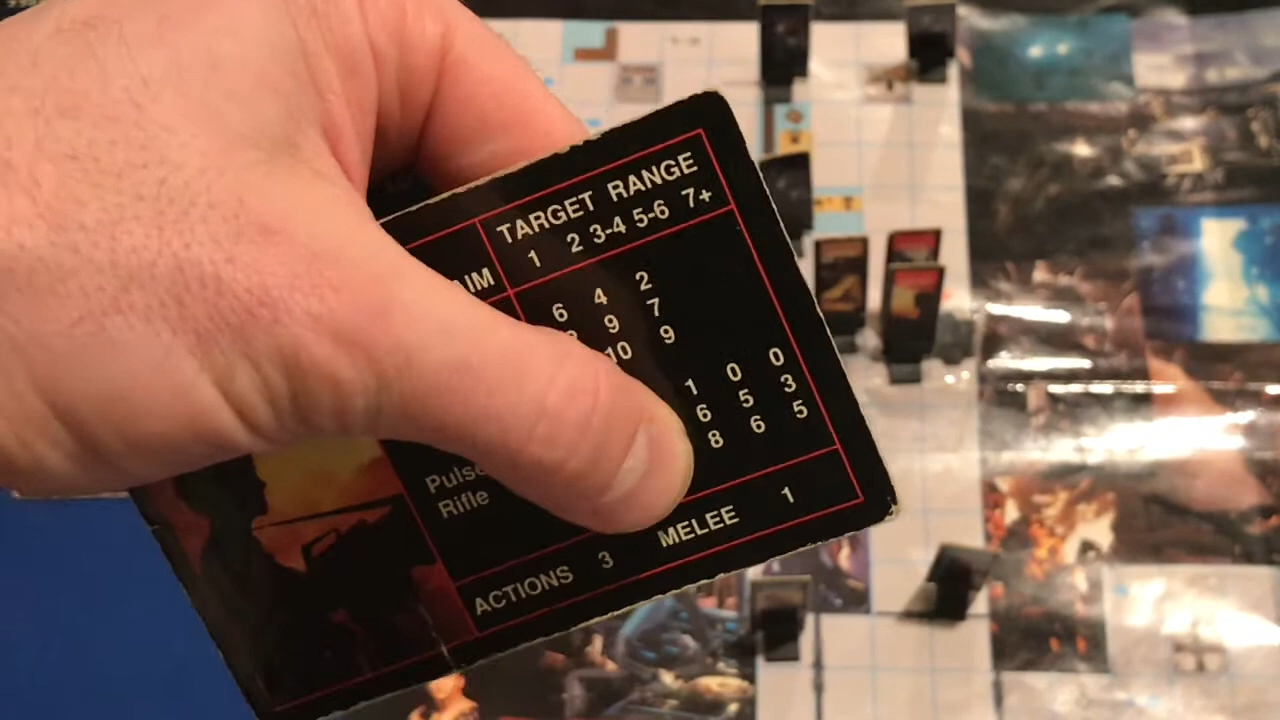 TARGET RANGE
AIM 1 2 3-4 5-6 7+
6 4 2
9 7
10 9
1 0 0
6 5 3
Pulse 8 6 5
Rifle
ACTIONS 3 MELEE 1